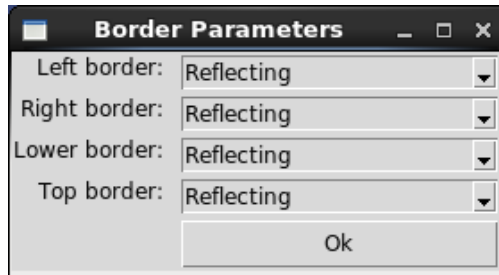 Border Parameters
Left border: Reflecting
Right border: Reflecting
Lower border: Reflecting
Top border: Reflecting
Ok